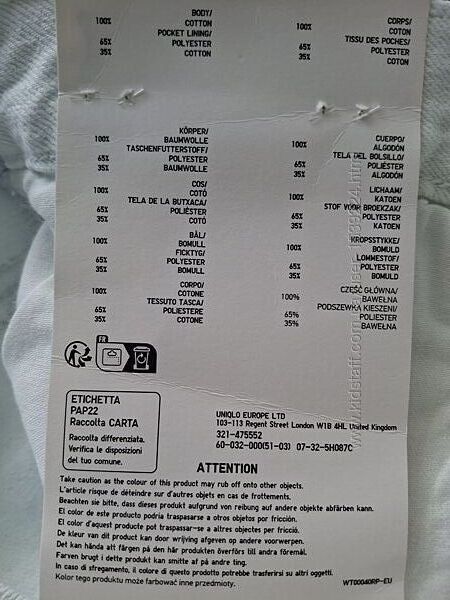 BODY/
100% COTTON
POCKET LINING/
65% POLYESTER
35% COTTON
CORPS/
100% COTON
TISSU DES POCHES/
65% POLYESTER
35% COTON
KÖRPER/
100% BAUMWOLLE
TASCHENFUTTERSTOFF/
65% POLYESTER
35% BAUMWOLLE
CUERPO/
100% ALGODÓN
TELA DEL BOLSILLO/
65% POLIÉSTER
35% ALGODÓN
COS/
100% COTÓ
TELA DE LA BUTXACA/
65% POLIÈSTER
35% COTÓ
LICHAAM/
100% KATOEN
STOF VOOR BROEKZAK/
65% POLYESTER
35% KATOEN
BÅL/
100% BOMULL
FICKTYG/
65% POLYESTER
35% BOMULL
KROPSSTYKKE/
100% BOMULD
LOMMESTOF/
65% POLYESTER
35% BOMULD
CORPO/
100% COTONE
TESSUTO TASCA/
65% POLIESTERE
35% COTONE
CZĘŚĆ GŁÓWNA/
100% BAWEŁNA
PODSZEWKA KIESZENI/
65% POLIESTER
35% BAWEŁNA
FR
ETICHETTA
PAP22
Raccolta CARTA
Raccolta differenziata.
Verifica le disposizioni
del tuo comune.
UNIQLO EUROPE LTD
103-113 Regent Street London W1B 4HL United Kingdom
321-475552
60-032-000(51-03) 07-32-5H087C
ATTENTION
Take caution as the colour of this product may rub off onto other objects.
L'article risque de déteindre sur d'autres objets en cas de frottements.
Beachten sie bitte, dass dieses produkt aufgrund von reibung auf andere objekte abfärben kann.
El color de este producto podría traspasarse a otros objetos por fricción.
El color d'aquest producte pot traspassar-se a altres objectes per fricció.
De kleur van dit product kan door wrijving afgeven op andere voorwerpen.
Det kan hända att färgen på den här produkten överförs till andra föremål.
Farven brugt i dette produkt kan smitte af på andre ting.
In caso di sfregamento, il colore di questo prodotto potrebbe trasferirsi su altri oggetti.
Kolor tego produktu może farbować inne przedmioty.
WT00040RP-EU